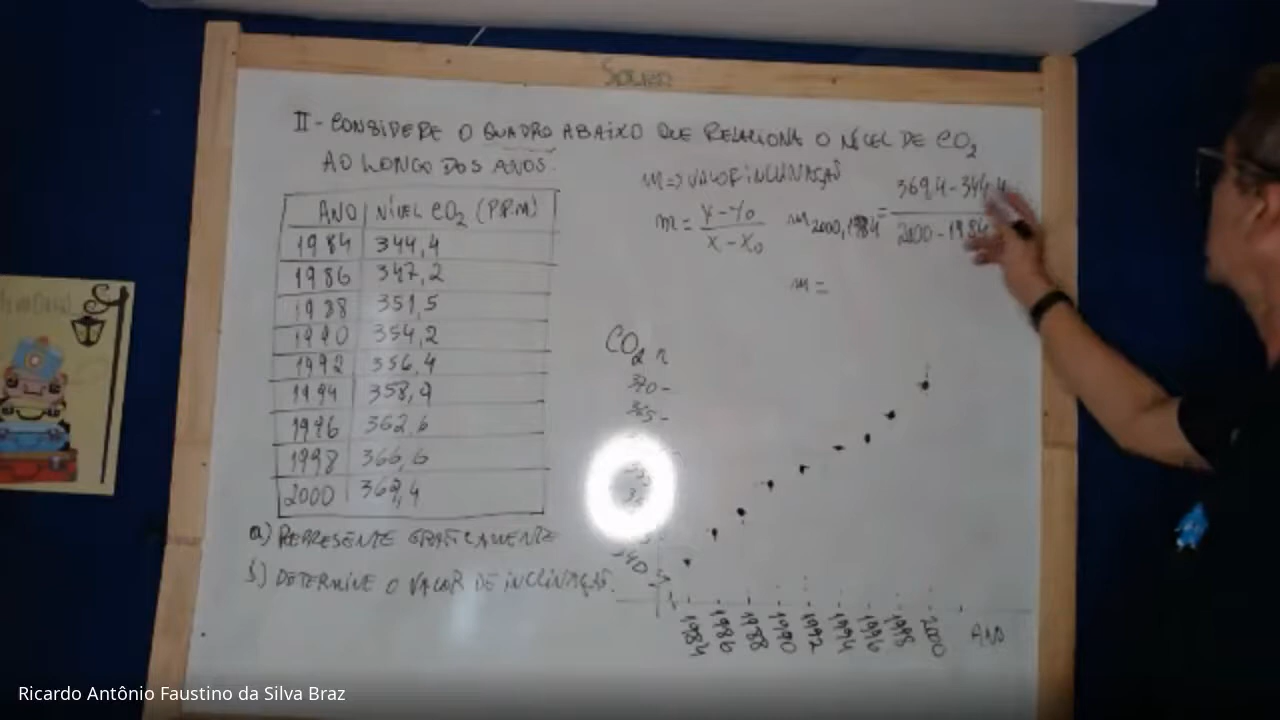 II - CONSIDERE O QUADRO ABAIXO QUE RELACIONA O NÍVEL DE CO2
AO LONGO DOS ANOS.
ANO NÍVEL CO2 (P.P.M)
1984 344,4
1986 347,2
1988 351,5
1990 354,2
1992 356,4
1994 358,9
1996 362,6
1998 366,6
2000 369,4
a) REPRESENTE GRAFICAMENTE
b) DETERMINE O VALOR DE INCLINAÇÃO.
m => VALOR INCLINAÇÃO
m = Y - Y0 / X - X0
m 2000,1984 = 369,4 - 344,4 / 2000 - 1984
m =
CO2
370 -
365 -
340
1984 1986 1988 1990 1992 1994 1996 1998 2000 ANO
Ricardo Antônio Faustino da Silva Braz